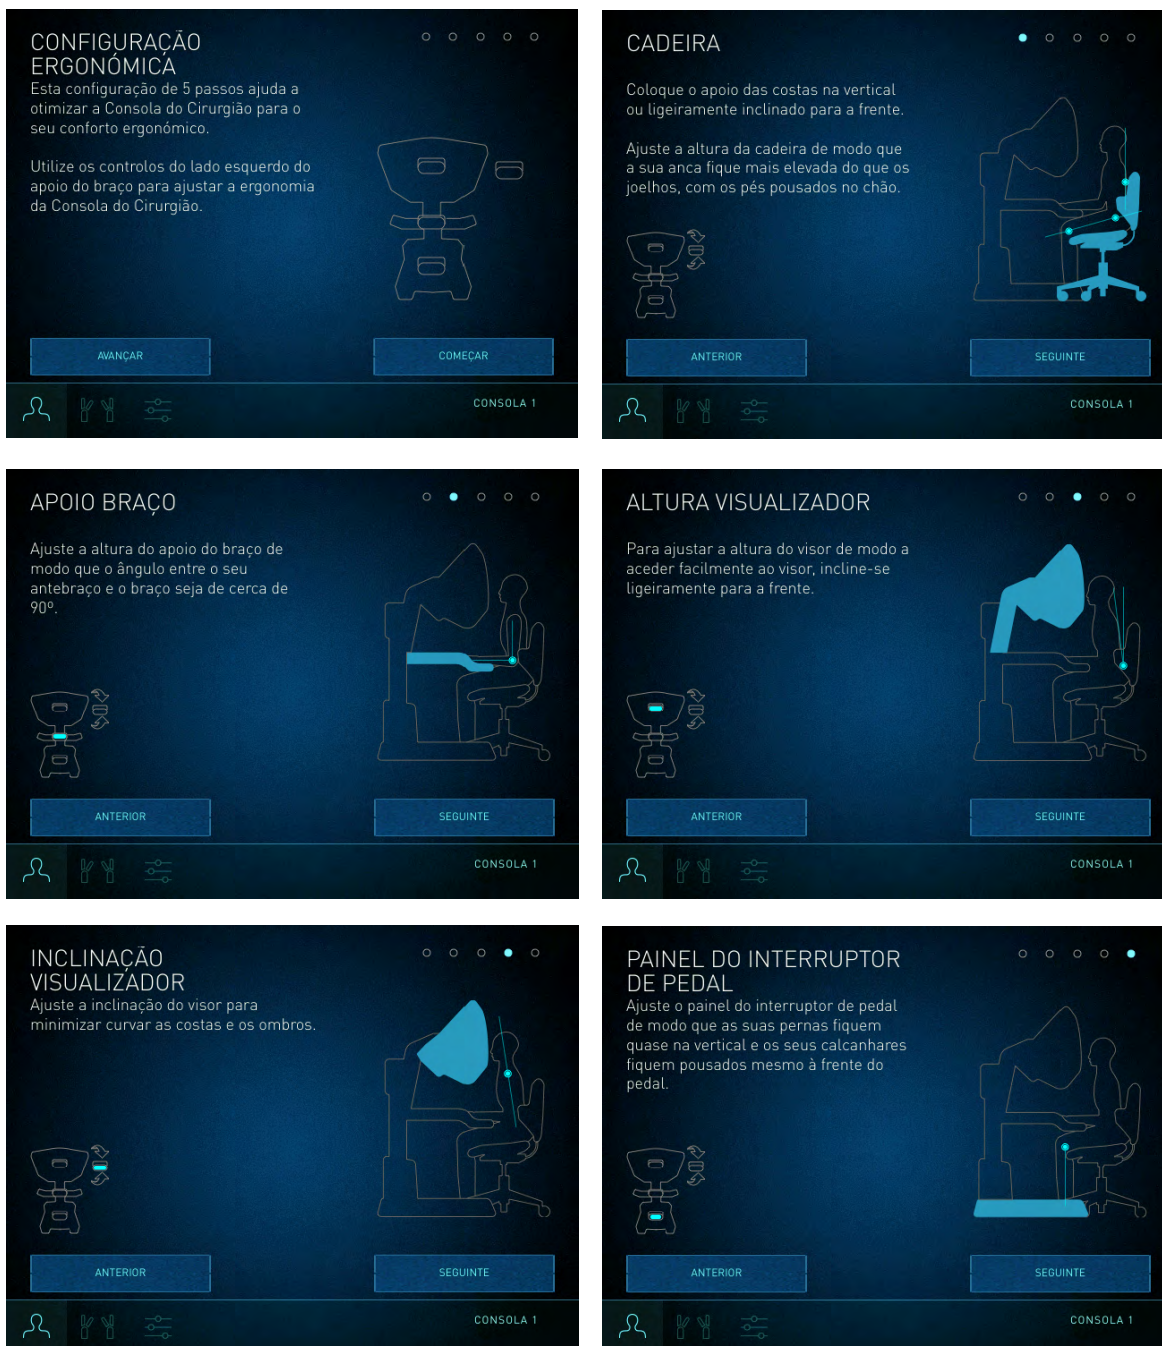 CONFIGURAÇÃO
ERGONÓMICA
Esta configuração de 5 passos ajuda a
otimizar a Consola do Cirurgião para o
seu conforto ergonómico.
Utilize os controlos do lado esquerdo do
apoio do braço para ajustar a ergonomia
da Consola do Cirurgião.
AVANÇAR
COMEÇAR
CONSOLA 1
CADEIRA
Coloque o apoio das costas na vertical
ou ligeiramente inclinado para a frente.
Ajuste a altura da cadeira de modo que
a sua anca fique mais elevada do que os
joelhos, com os pés pousados no chão.
ANTERIOR
SEGUINTE
CONSOLA 1
APOIO BRAÇO
Ajuste a altura do apoio do braço de
modo que o ângulo entre o seu
antebraço e o braço seja de cerca de
90º.
ANTERIOR
SEGUINTE
CONSOLA 1
ALTURA VISUALIZADOR
Para ajustar a altura do visor de modo a
aceder facilmente ao visor, incline-se
ligeiramente para a frente.
ANTERIOR
SEGUINTE
CONSOLA 1
INCLINAÇÃO
VISUALIZADOR
Ajuste a inclinação do visor para
minimizar curvar as costas e os ombros.
ANTERIOR
SEGUINTE
CONSOLA 1
PAINEL DO INTERRUPTOR
DE PEDAL
Ajuste o painel do interruptor de pedal
de modo que as suas pernas fiquem
quase na vertical e os seus calcanhares
fiquem pousados mesmo à frente do
pedal.
ANTERIOR
SEGUINTE
CONSOLA 1